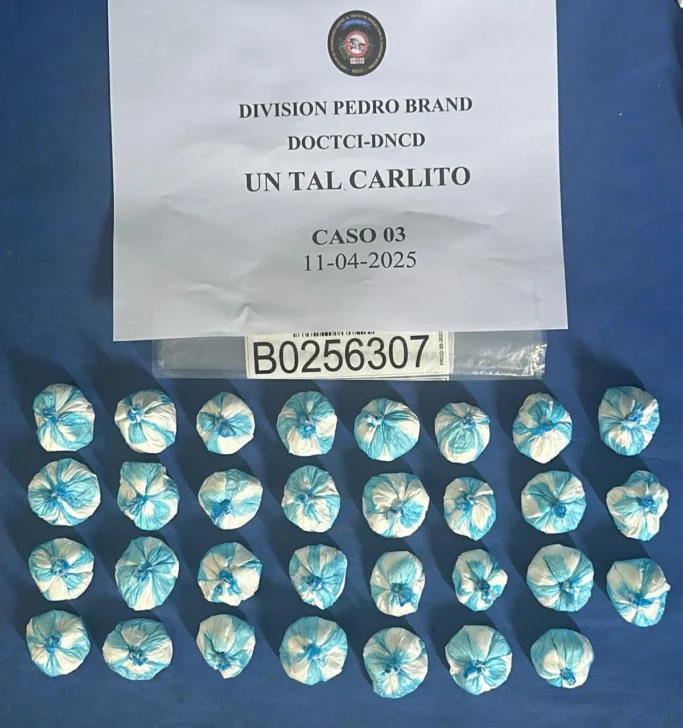 DIVISION PEDRO BRAND
DOCTCI-DNCD
UN TAL CARLITO
CASO 03
11-04-2025
B0256307